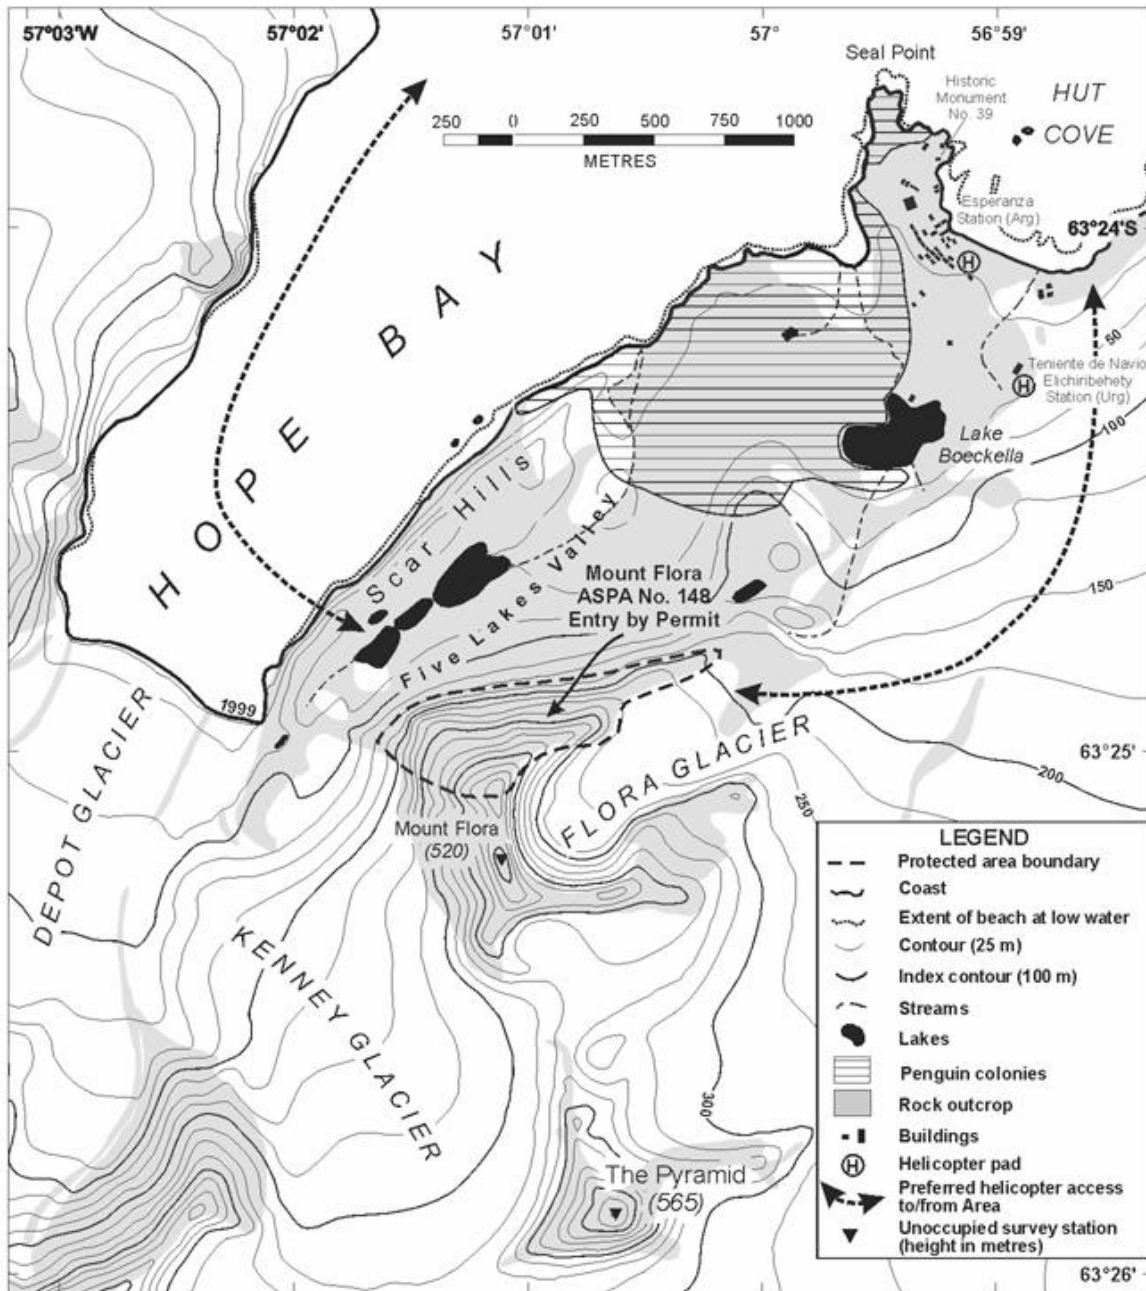 57°03'W
57°02'
57°01'
57°
56°59'
Seal Point
Historic
Monument
No. 39
HUT
COVE
250 0 250 500 750 1000
METRES
Esperanza
Station (Arg)
63°24'S
H
HOPE BAY
50
Teniente de Navio
Elichiribehety
Station (Urg)
H
100
Lake
Boeckella
Scar Hills
Five Lakes Valley
Mount Flora
ASPA No. 148
Entry by Permit
150
1999
63°25'
200
250
DEPOT GLACIER
FLORA GLACIER
Mount Flora
(520)
KENNEY GLACIER
300
The Pyramid
(565)
LEGEND
Protected area boundary
Coast
Extent of beach at low water
Contour (25 m)
Index contour (100 m)
Streams
Lakes
Penguin colonies
Rock outcrop
Buildings
H Helicopter pad
Preferred helicopter access
to/from Area
Unoccupied survey station
(height in metres)
63°26'